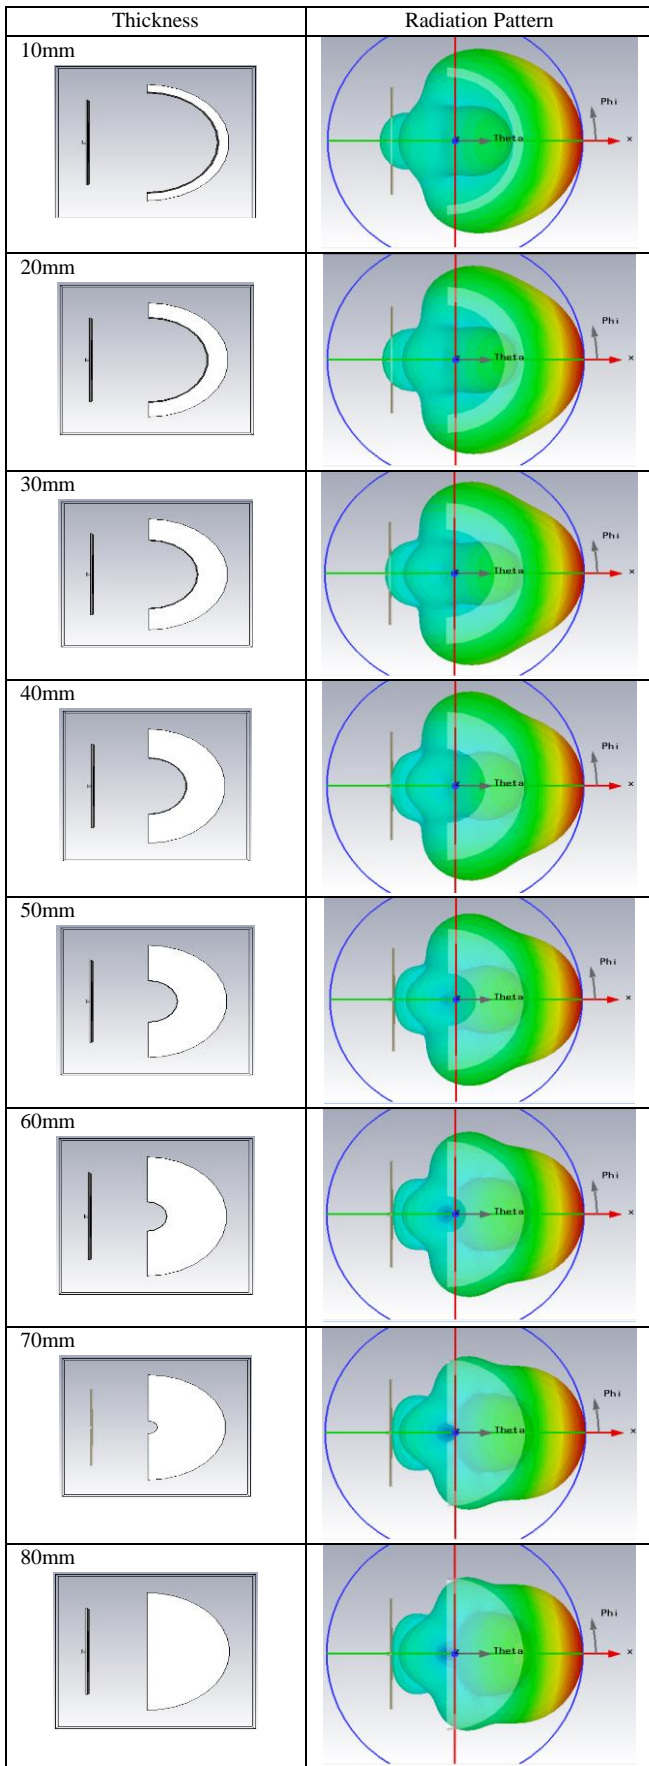 Thickness Radiation Pattern
10mm
Phi
Theta
x
20mm
Phi
Theta
x
30mm
Phi
Theta
x
40mm
Phi
Theta
x
50mm
Phi
Theta
x
60mm
Phi
Theta
x
70mm
Phi
Theta
x
80mm
Phi
Theta
x